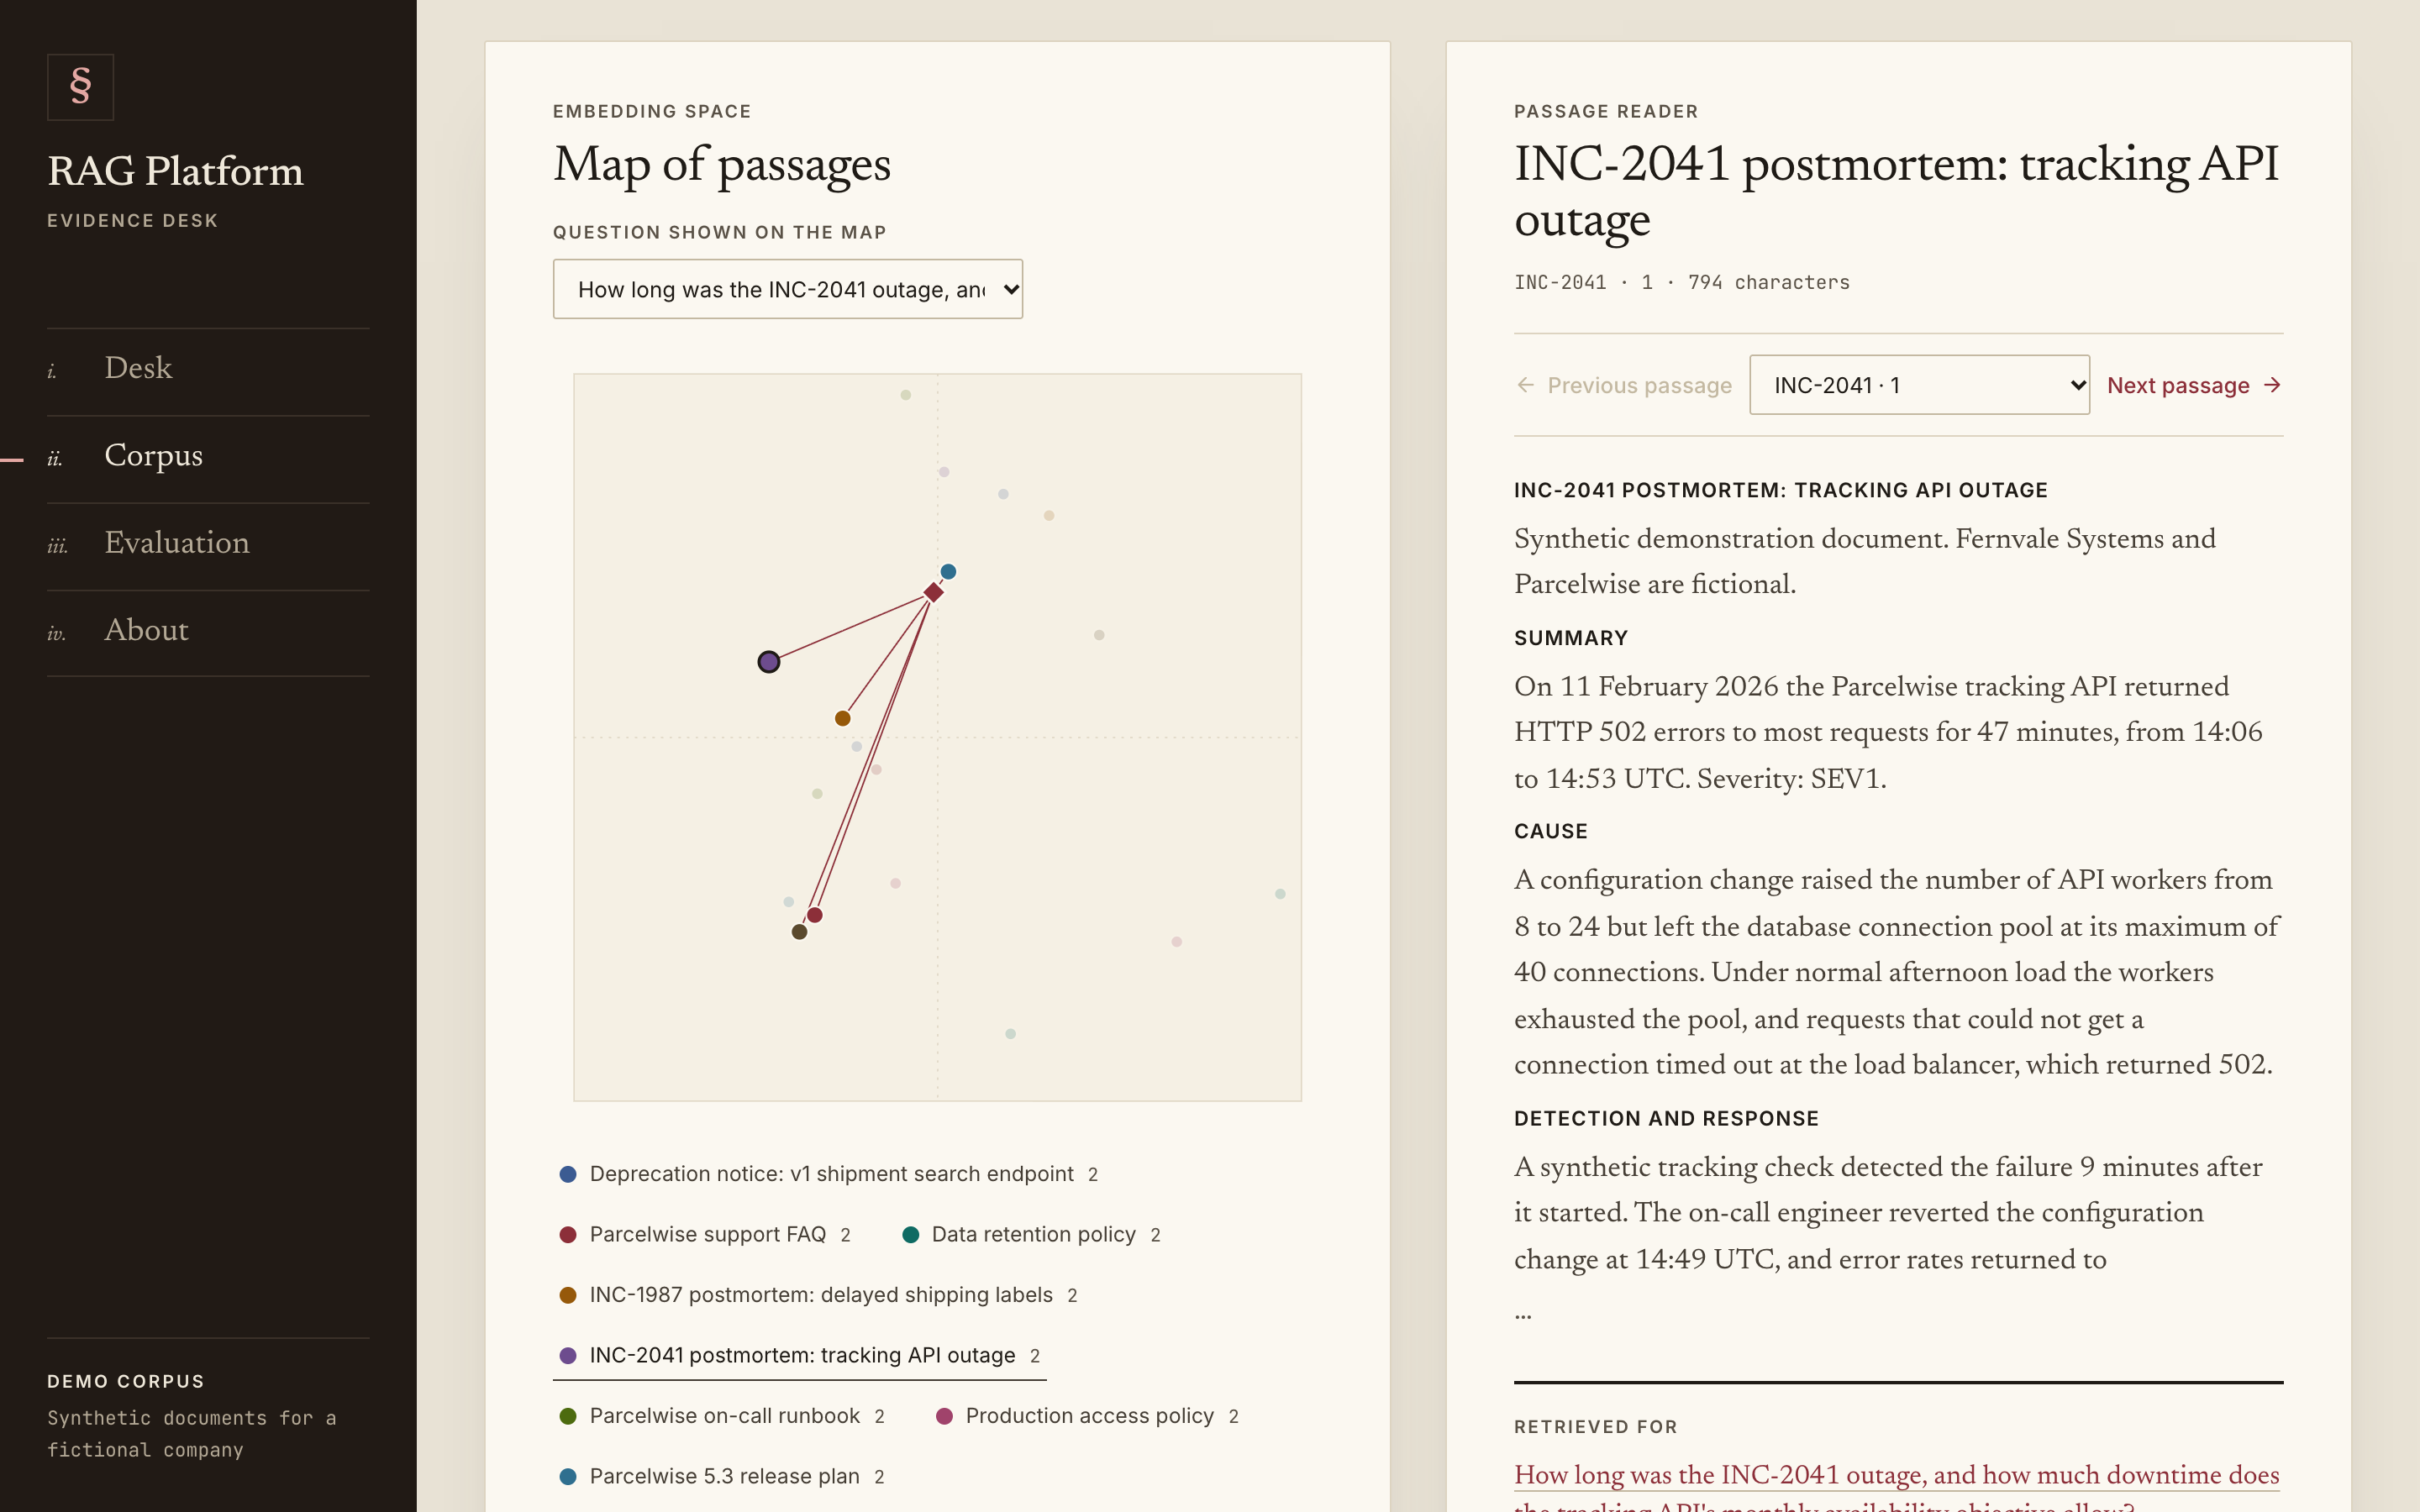 §
RAG Platform
EVIDENCE DESK
i. Desk
ii. Corpus
iii. Evaluation
iv. About
DEMO CORPUS
Synthetic documents for a
fictional company
EMBEDDING SPACE
Map of passages
QUESTION SHOWN ON THE MAP
How long was the INC-2041 outage,
Deprecation notice: v1 shipment search endpoint 2
Parcelwise support FAQ 2 Data retention policy 2
INC-1987 postmortem: delayed shipping labels 2
INC-2041 postmortem: tracking API outage 2
Parcelwise on-call runbook 2 Production access policy 2
Parcelwise 5.3 release plan 2
PASSAGE READER
INC-2041 postmortem: tracking API
outage
INC-2041 · 1 · 794 characters
← Previous passage INC-2041 · 1 Next passage →
INC-2041 POSTMORTEM: TRACKING API OUTAGE
Synthetic demonstration document. Fernvale Systems and
Parcelwise are fictional.
SUMMARY
On 11 February 2026 the Parcelwise tracking API returned
HTTP 502 errors to most requests for 47 minutes, from 14:06
to 14:53 UTC. Severity: SEV1.
CAUSE
A configuration change raised the number of API workers from
8 to 24 but left the database connection pool at its maximum of
40 connections. Under normal afternoon load the workers
exhausted the pool, and requests that could not get a
connection timed out at the load balancer, which returned 502.
DETECTION AND RESPONSE
A synthetic tracking check detected the failure 9 minutes after
it started. The on-call engineer reverted the configuration
change at 14:49 UTC, and error rates returned to
…
RETRIEVED FOR
How long was the INC-2041 outage, and how much downtime does
the tracking API's monthly availability objective allow?